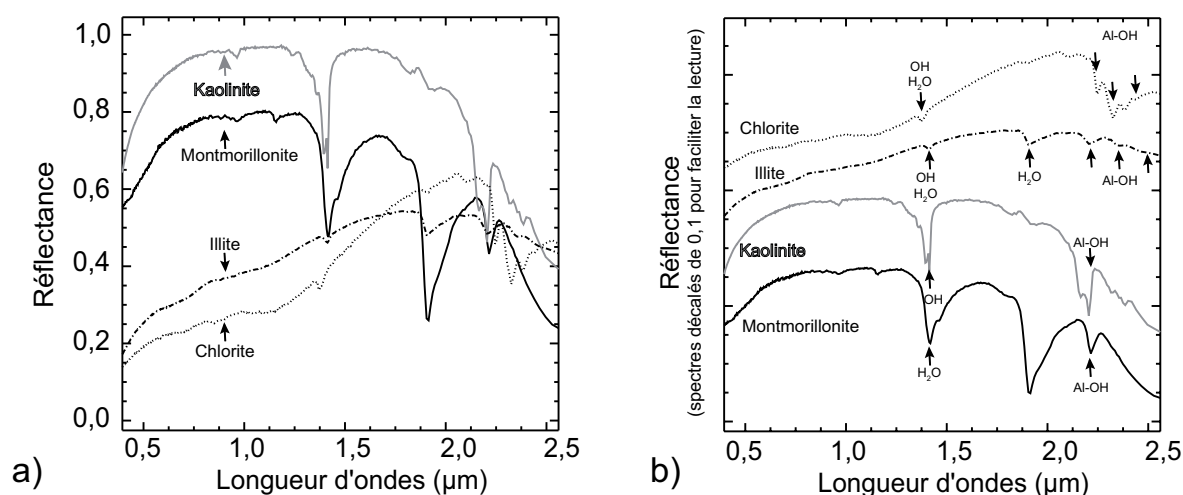 1,0
0,8
0,6
0,4
0,2
0,0
Réflectance
Kaolinite
Montmorillonite
Illite
Chlorite
0,5 1,0 1,5 2,0 2,5
a) Longueur d'ondes (µm)
Réflectance
(spectres décalés de 0,1 pour faciliter la lecture)
Al-OH
OH
H₂O
Chlorite
Illite
OH
H₂O
H₂O
Al-OH
Kaolinite
Al-OH
OH
Montmorillonite
H₂O
Al-OH
0,5 1,0 1,5 2,0 2,5
b) Longueur d'ondes (µm)